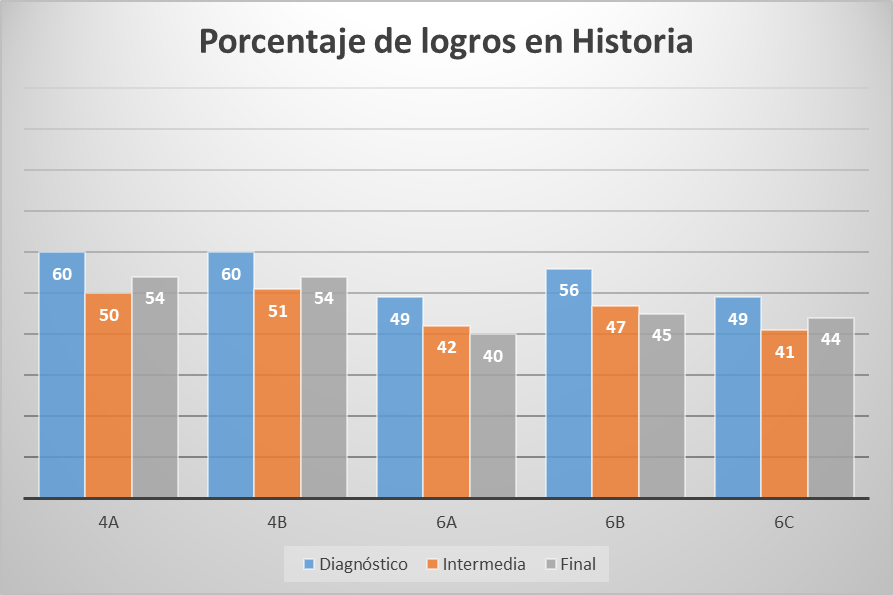 Porcentaje de logros en Historia
60 50 54 60 51 54 49 42 40 56 47 45 49 41 44
4A 4B 6A 6B 6C
Diagnóstico Intermedia Final